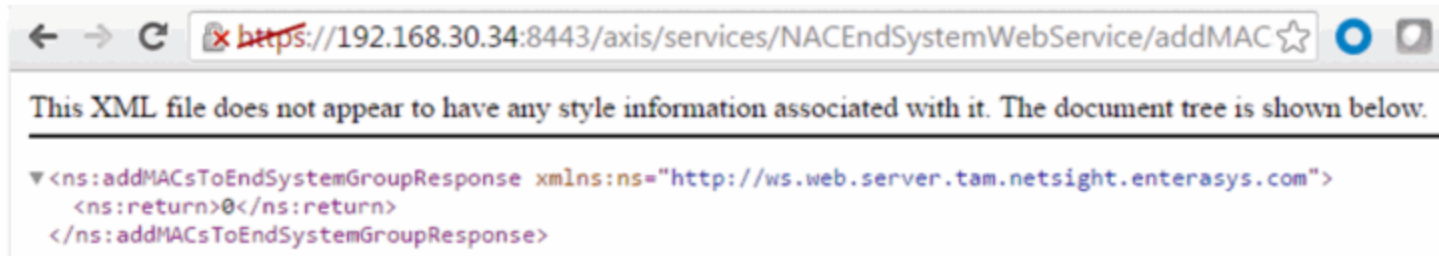 https://192.168.30.34:8443/axis/services/NACEndSystemWebService/addMAC
This XML file does not appear to have any style information associated with it. The document tree is shown below.
▼<ns:addMACsToEndSystemGroupResponse xmlns:ns="http://ws.web.server.tam.netsight.enterasys.com">
<ns:return>0</ns:return>
</ns:addMACsToEndSystemGroupResponse>